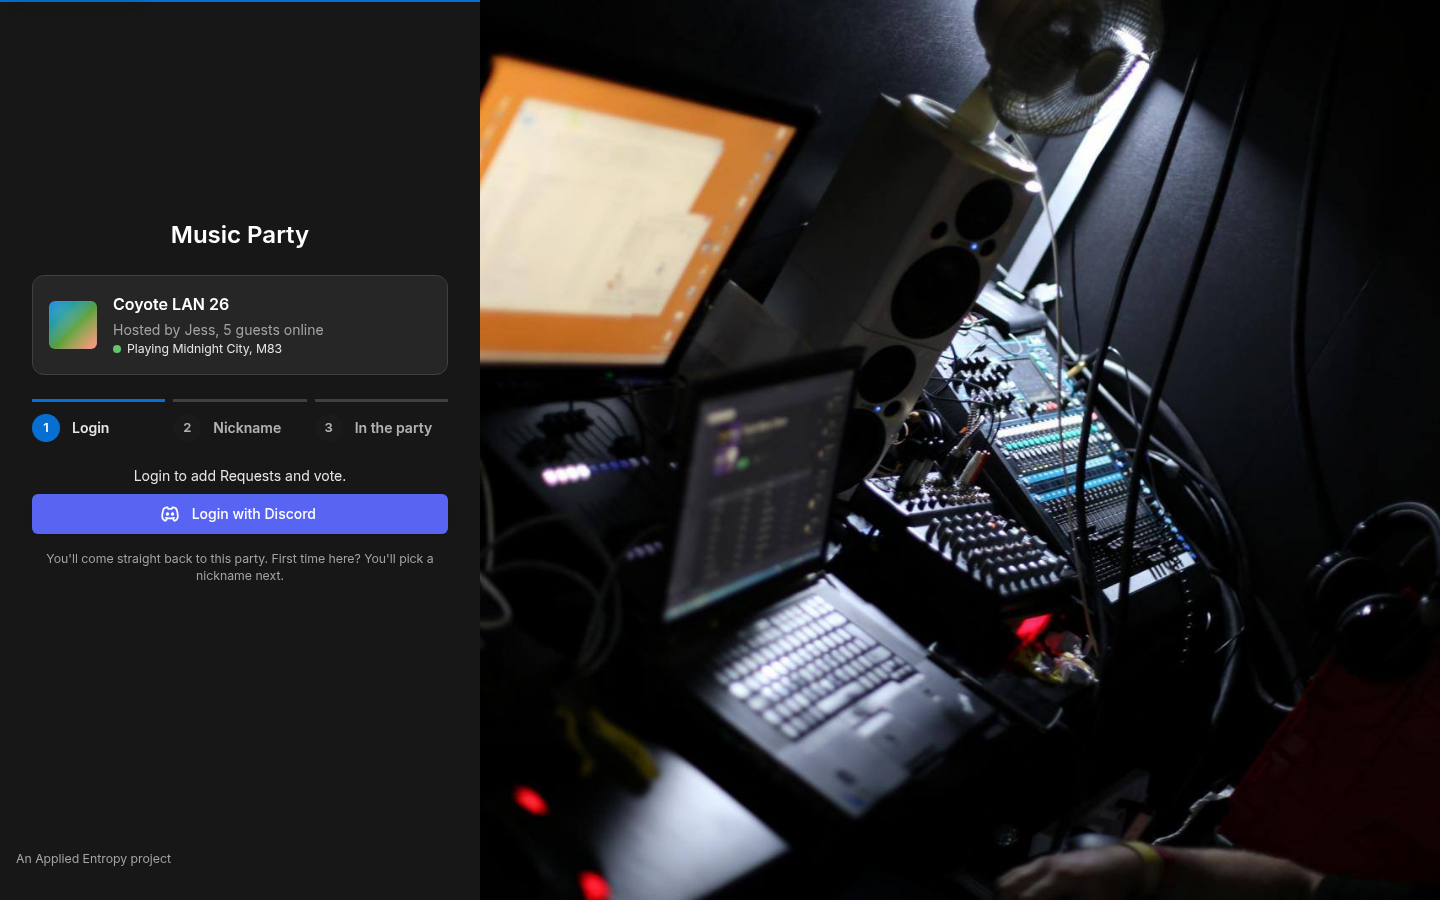 Music Party
Coyote LAN 26
Hosted by Jess, 5 guests online
Playing Midnight City, M83
1 Login
2 Nickname
3 In the party
Login to add Requests and vote.
Login with Discord
You'll come straight back to this party. First time here? You'll pick a
nickname next.
An Applied Entropy project